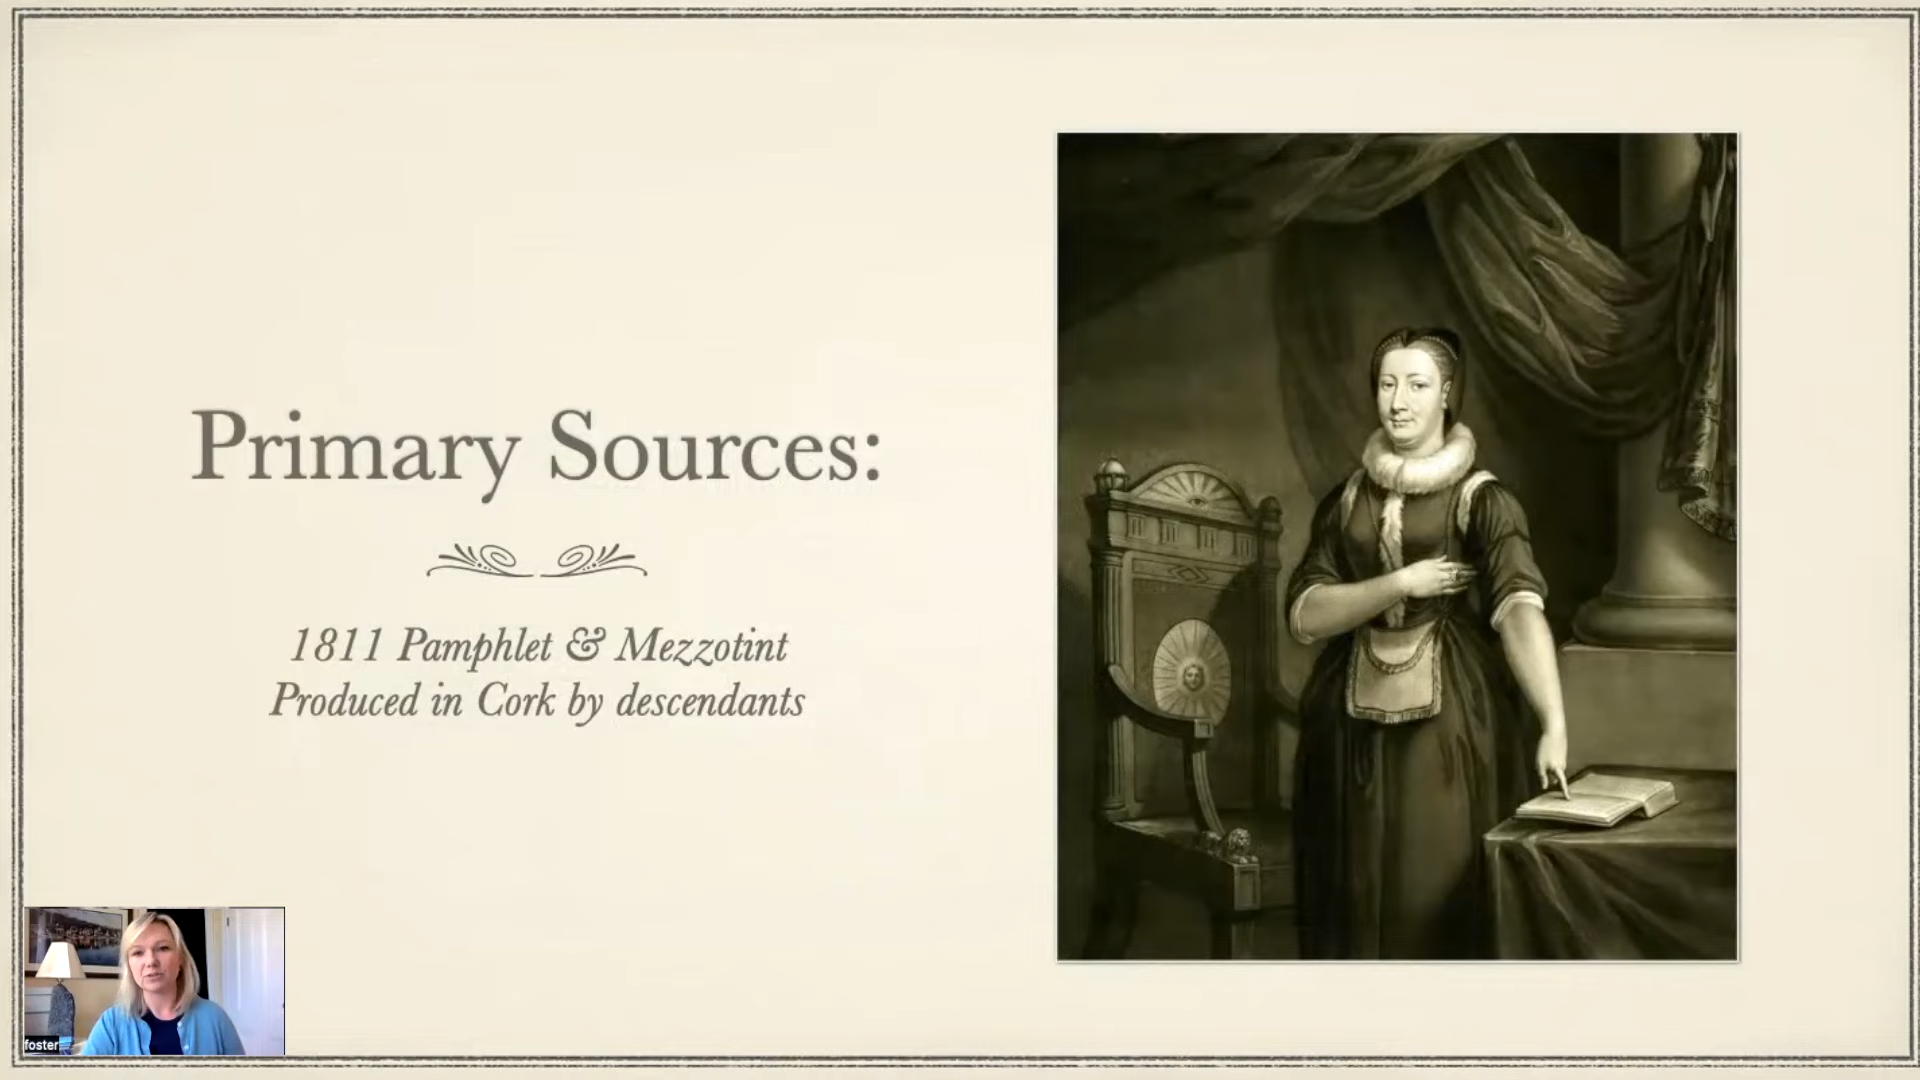 Primary Sources:
1811 Pamphlet & Mezzotint
Produced in Cork by descendants
foster